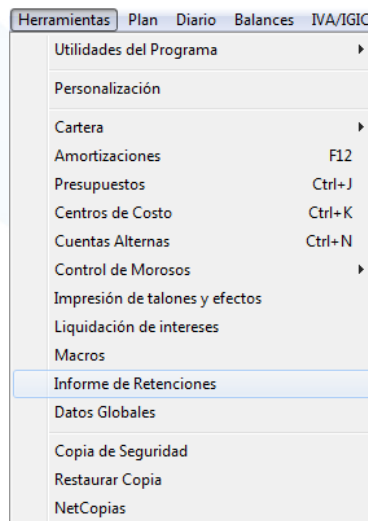 Herramientas Plan Diario Balances IVA/IGIC
Utilidades del Programa
Personalización
Cartera
Amortizaciones F12
Presupuestos Ctrl+J
Centros de Costo Ctrl+K
Cuentas Alternas Ctrl+N
Control de Morosos
Impresión de talones y efectos
Liquidación de intereses
Macros
Informe de Retenciones
Datos Globales
Copia de Seguridad
Restaurar Copia
NetCopias